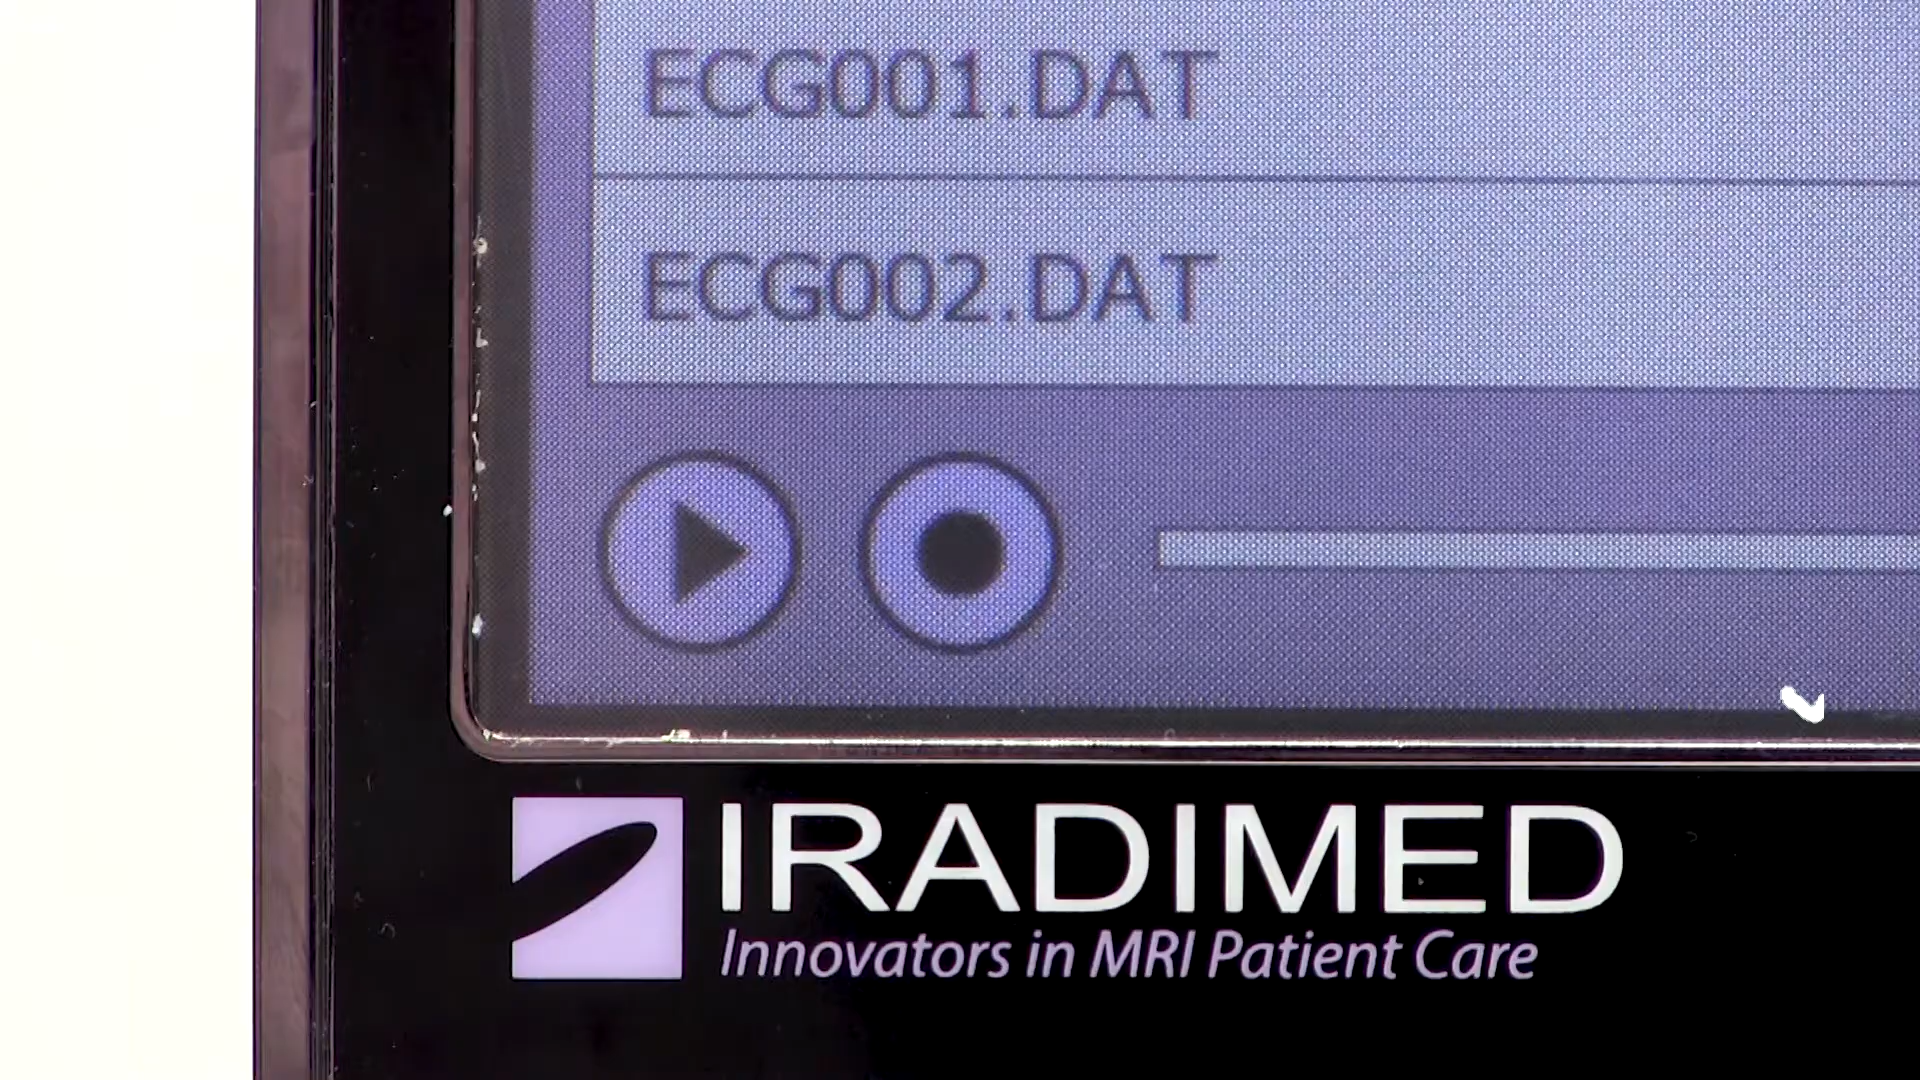 ECG001.DAT
ECG002.DAT
IRADIMED
Innovators in MRI Patient Care